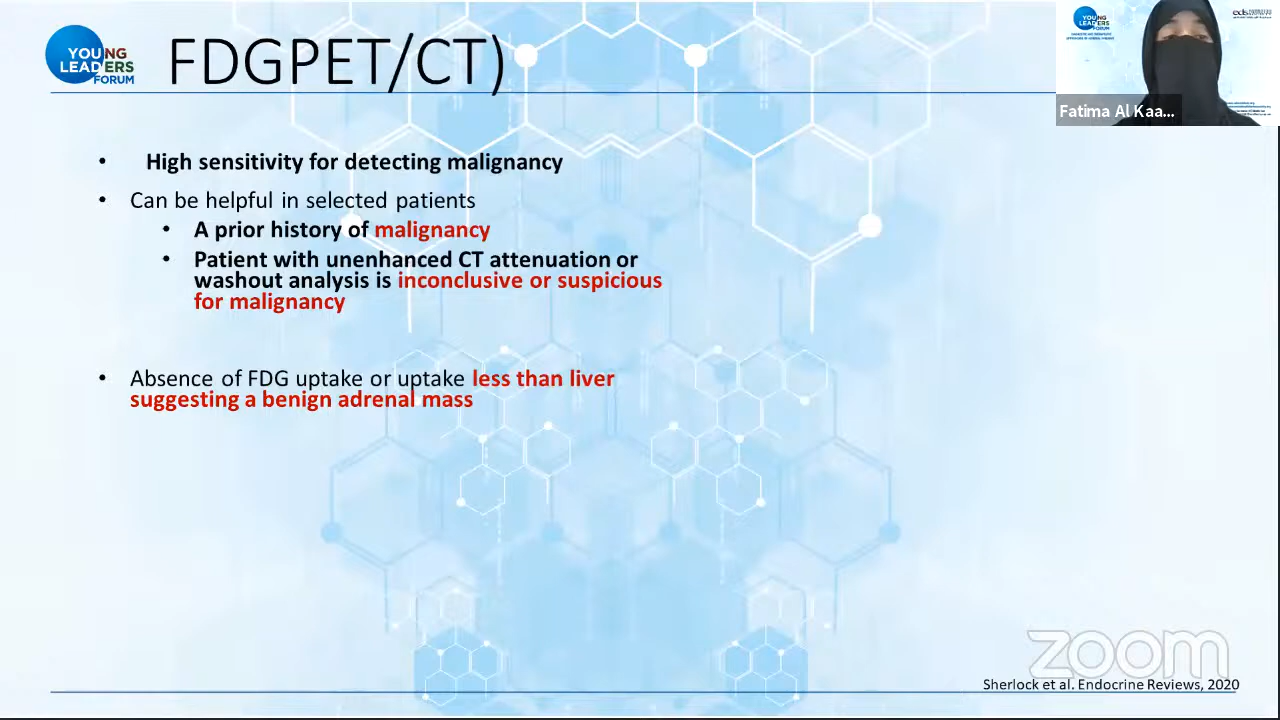 YOUNG
LEADERS
FORUM
FDGPET/CT)
YOUNG
LEADERS
FORUM
Fatima Al Kaa...
• High sensitivity for detecting malignancy
• Can be helpful in selected patients
• A prior history of malignancy
• Patient with unenhanced CT attenuation or
washout analysis is inconclusive or suspicious
for malignancy
• Absence of FDG uptake or uptake less than liver
suggesting a benign adrenal mass
zoom
Sherlock et al. Endocrine Reviews, 2020